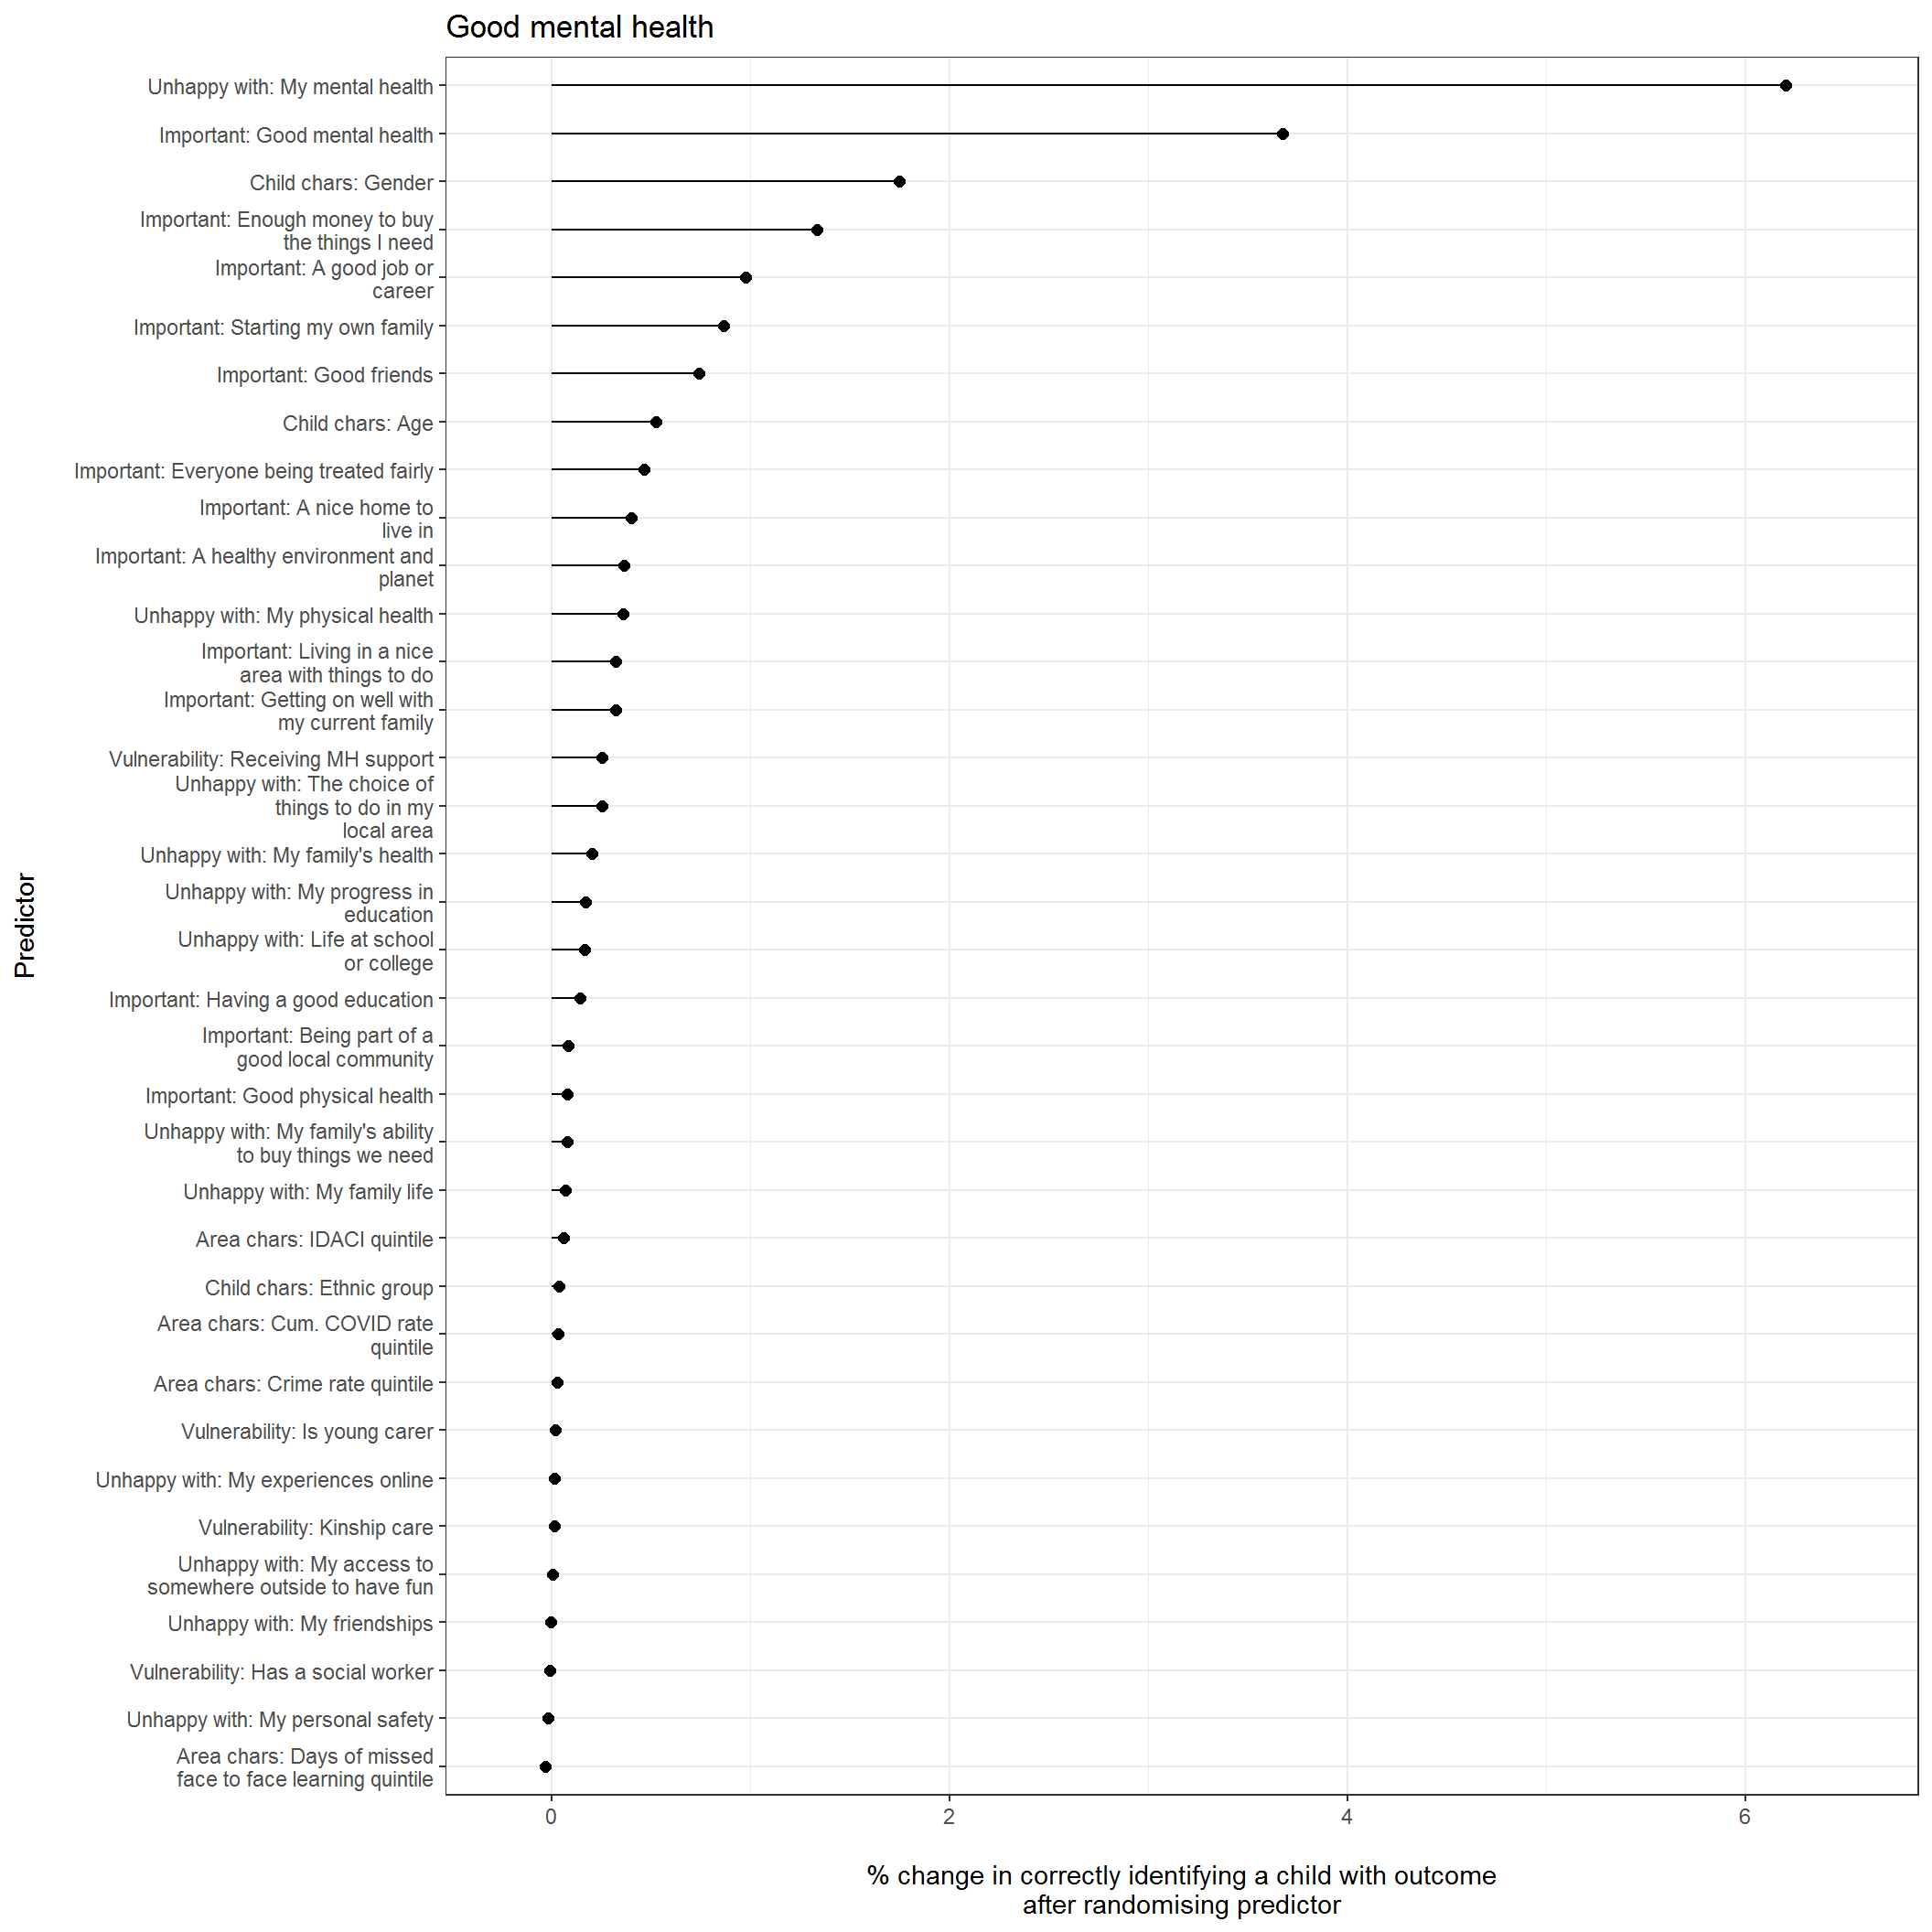 Good mental health
Unhappy with: My mental health
Important: Good mental health
Child chars: Gender
Important: Enough money to buy
the things I need
Important: A good job or
career
Important: Starting my own family
Important: Good friends
Child chars: Age
Important: Everyone being treated fairly
Important: A nice home to
live in
Important: A healthy environment and
planet
Unhappy with: My physical health
Important: Living in a nice
area with things to do
Important: Getting on well with
my current family
Vulnerability: Receiving MH support
Unhappy with: The choice of
things to do in my
local area
Unhappy with: My family's health
Unhappy with: My progress in
education
Unhappy with: Life at school
or college
Important: Having a good education
Important: Being part of a
good local community
Important: Good physical health
Unhappy with: My family's ability
to buy things we need
Unhappy with: My family life
Area chars: IDACI quintile
Child chars: Ethnic group
Area chars: Cum. COVID rate
quintile
Area chars: Crime rate quintile
Vulnerability: Is young carer
Unhappy with: My experiences online
Vulnerability: Kinship care
Unhappy with: My access to
somewhere outside to have fun
Unhappy with: My friendships
Vulnerability: Has a social worker
Unhappy with: My personal safety
Area chars: Days of missed
face to face learning quintile
Predictor
0 2 4 6
% change in correctly identifying a child with outcome
after randomising predictor